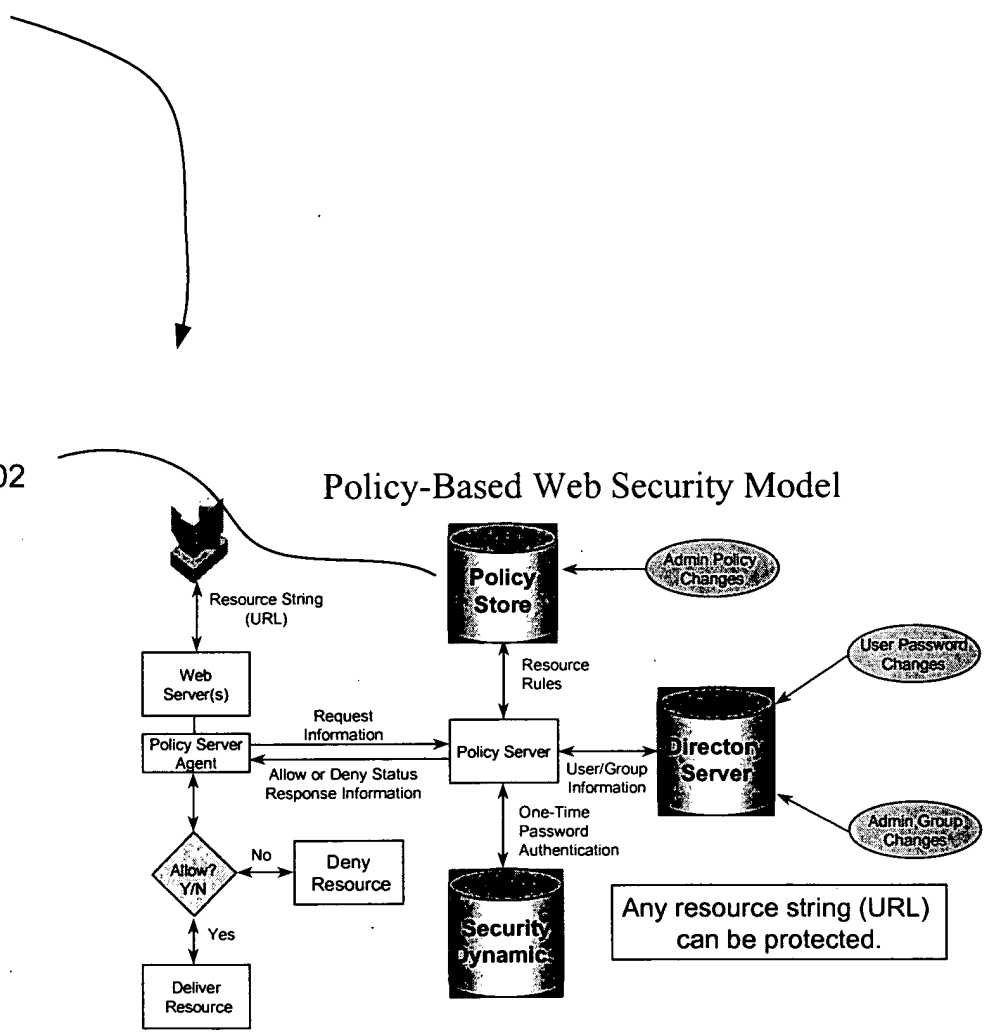 02
Policy-Based Web Security Model
Policy
Store
Admin Policy
Changes
Resource String
(URL)
Web
Server(s)
Resource
Rules
User Password
Changes
Request
Information
Policy Server
Agent
Policy Server
Directory
Server
Allow or Deny Status
Response Information
User/Group
Information
One-Time
Password
Authentication
Admin Group
Changes
Allow?
Y/N
No
Deny
Resource
Yes
Security
Dynamic
Any resource string (URL)
can be protected.
Deliver
Resource